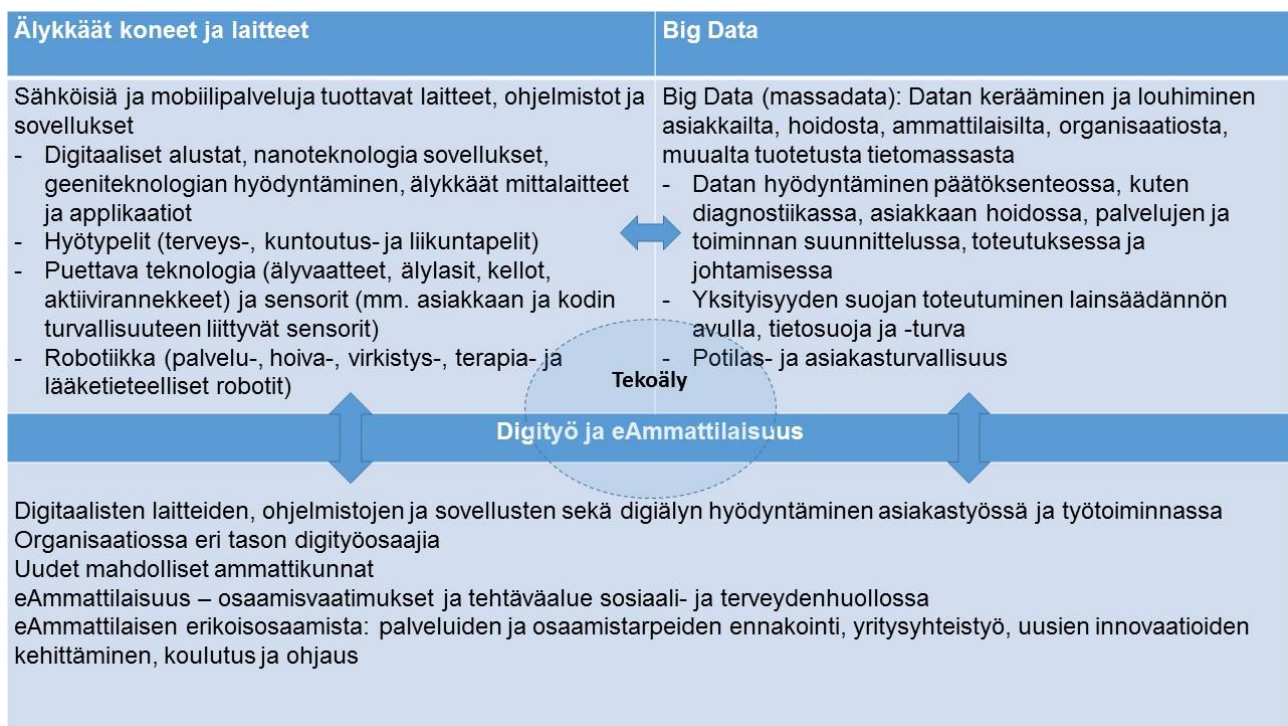 Älykkäät koneet ja laitteet
Sähköisiä ja mobiilipalveluja tuottavat laitteet, ohjelmistot ja
sovellukset
- Digitaaliset alustat, nanoteknologia sovellukset,
geeniteknologian hyödyntäminen, älykkäät mittalaitteet
ja applikaatiot
- Hyötypelit (terveys-, kuntoutus- ja liikuntapelit)
- Puettava teknologia (älyvaatteet, älylasit, kellot,
aktiivirannekkeet) ja sensorit (mm. asiakkaan ja kodin
turvallisuuteen liittyvät sensorit)
- Robotiikka (palvelu-, hoiva-, virkistys-, terapia- ja
lääketieteelliset robotit)
Big Data
Big Data (massadata): Datan kerääminen ja louhiminen
asiakkailta, hoidosta, ammattilaisilta, organisaatiosta,
muualta tuotetusta tietomassasta
- Datan hyödyntäminen päätöksenteossa, kuten
diagnostiikassa, asiakkaan hoidossa, palvelujen ja
toiminnan suunnittelussa, toteutuksessa ja
johtamisessa
- Yksityisyyden suojan toteutuminen lainsäädännön
avulla, tietosuoja ja -turva
- Potilas- ja asiakasturvallisuus
Tekoäly
Digityö ja eAmmattilaisuus
Digitaalisten laitteiden, ohjelmistojen ja sovellusten sekä digiälyn hyödyntäminen asiakastyössä ja työtoiminnassa
Organisaatiossa eri tason digityöosaajia
Uudet mahdolliset ammattikunnat
eAmmattilaisuus – osaamisvaatimukset ja tehtäväalue sosiaali- ja terveydenhuollossa
eAmmattilaisen erikoisosaamista: palveluiden ja osaamistarpeiden ennakointi, yritysyhteistyö, uusien innovaatioiden
kehittäminen, koulutus ja ohjaus